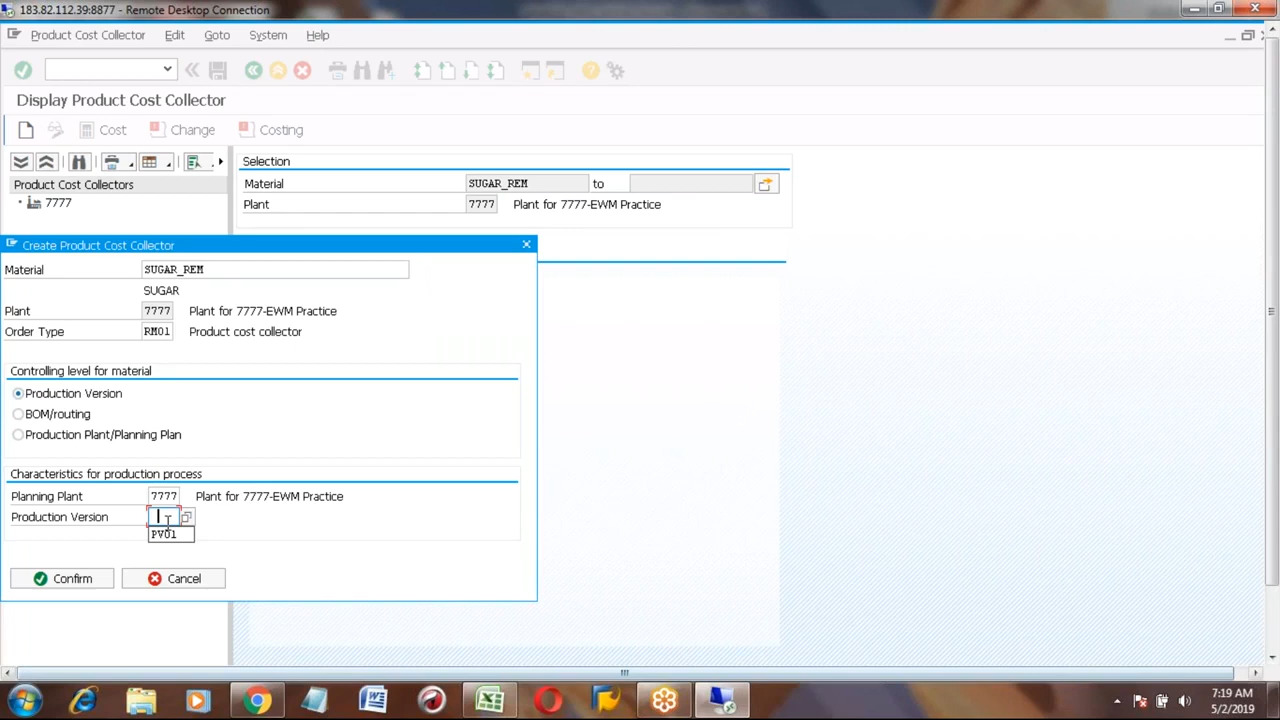 183.82.112.39:8877 - Remote Desktop Connection
Product Cost Collector Edit Goto System Help
Display Product Cost Collector
Cost Change Costing
Selection
Material SUGAR_REM to
Plant 7777 Plant for 7777-EWM Practice
Product Cost Collectors
7777
Create Product Cost Collector
Material SUGAR_REM
SUGAR
Plant 7777 Plant for 7777-EWM Practice
Order Type RM01 Product cost collector
Controlling level for material
Production Version
BOM/routing
Production Plant/Planning Plan
Characteristics for production process
Planning Plant 7777 Plant for 7777-EWM Practice
Production Version
PV01
Confirm Cancel
7:19 AM
5/2/2019